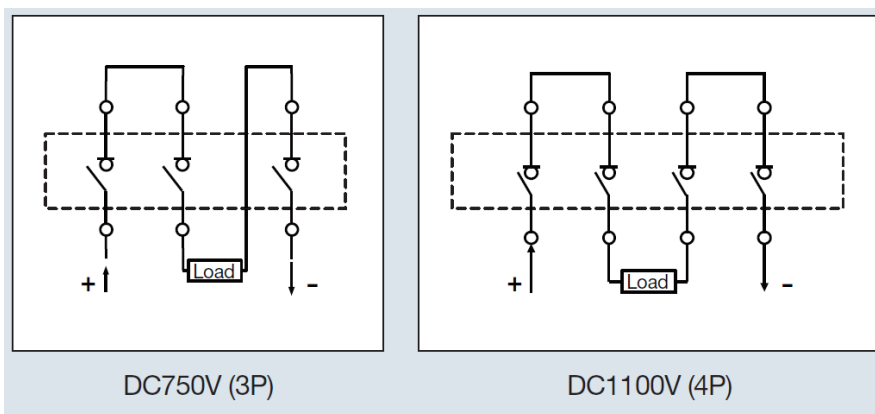 Load
+
-
DC750V (3P)
Load
+
-
DC1100V (4P)